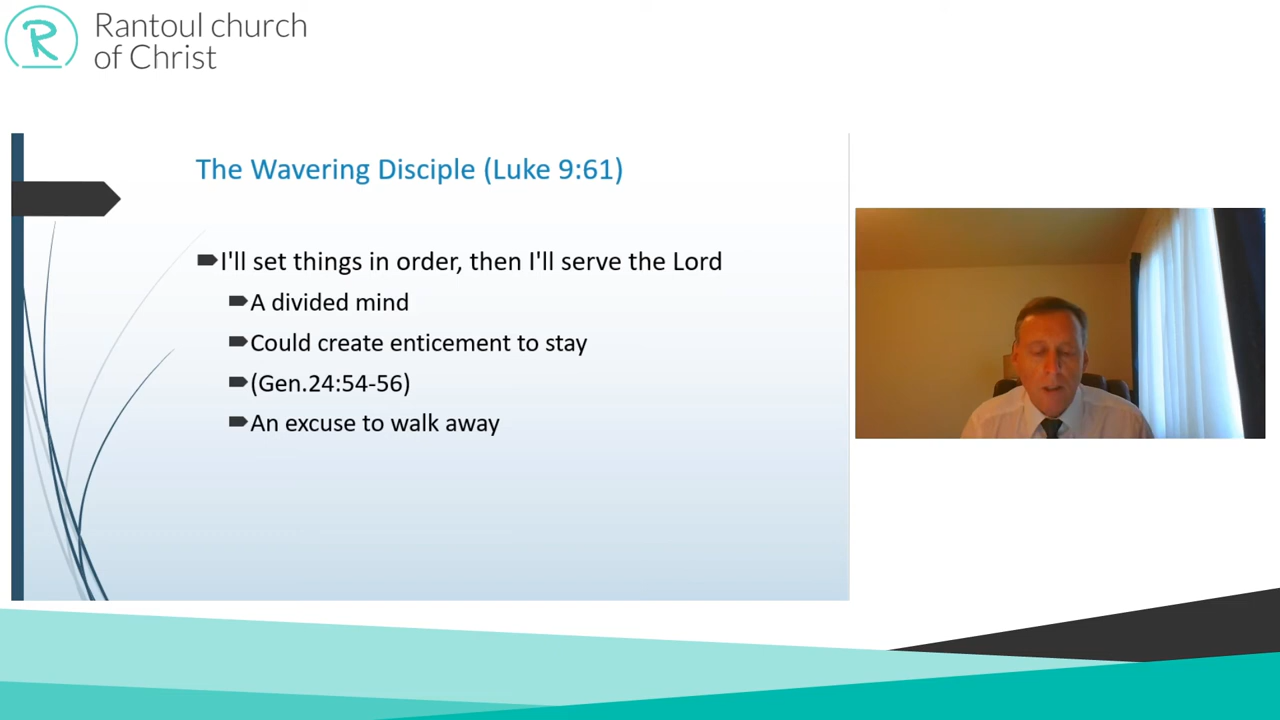 Rantoul church
of Christ
The Wavering Disciple (Luke 9:61)
I'll set things in order, then I'll serve the Lord
A divided mind
Could create enticement to stay
(Gen.24:54-56)
An excuse to walk away